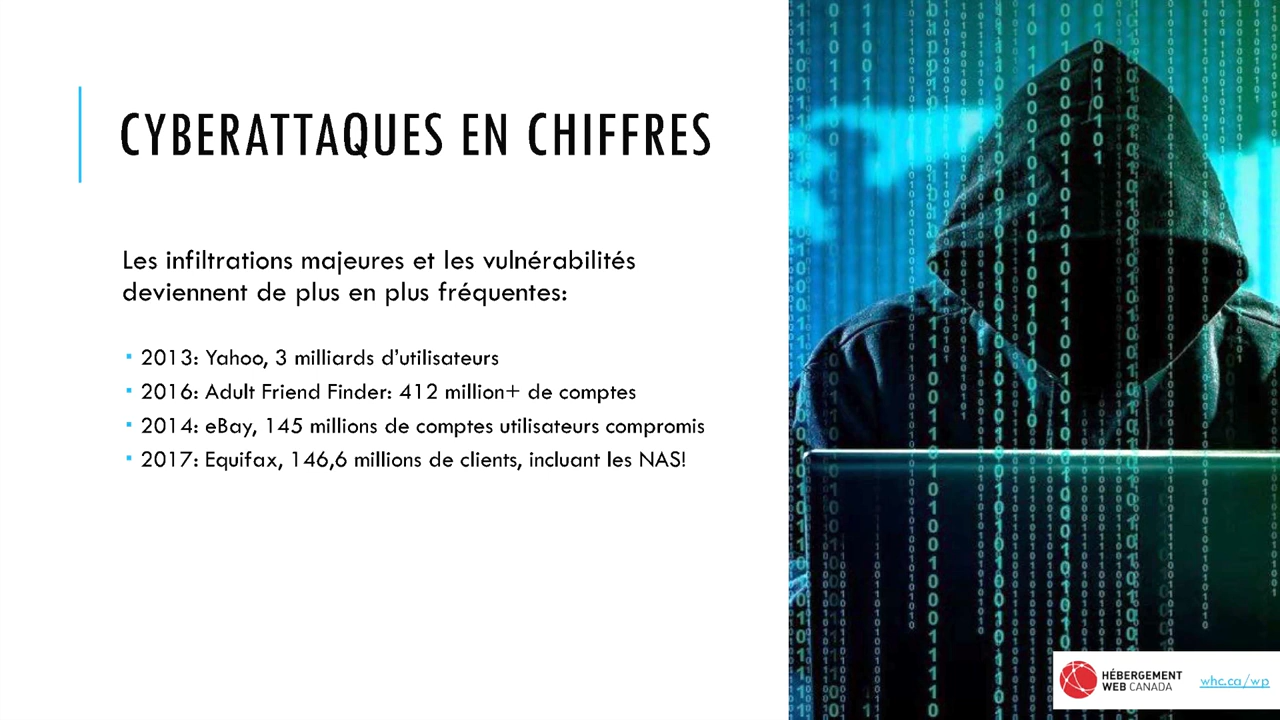 CYBERATTAQUES EN CHIFFRES
Les infiltrations majeures et les vulnérabilités
deviennent de plus en plus fréquentes:
▪ 2013: Yahoo, 3 milliards d’utilisateurs
▪ 2016: Adult Friend Finder: 412 million+ de comptes
▪ 2014: eBay, 145 millions de comptes utilisateurs compromis
▪ 2017: Equifax, 146,6 millions de clients, incluant les NAS!
HÉBERGEMENT
WEB CANADA
whc.ca/wp